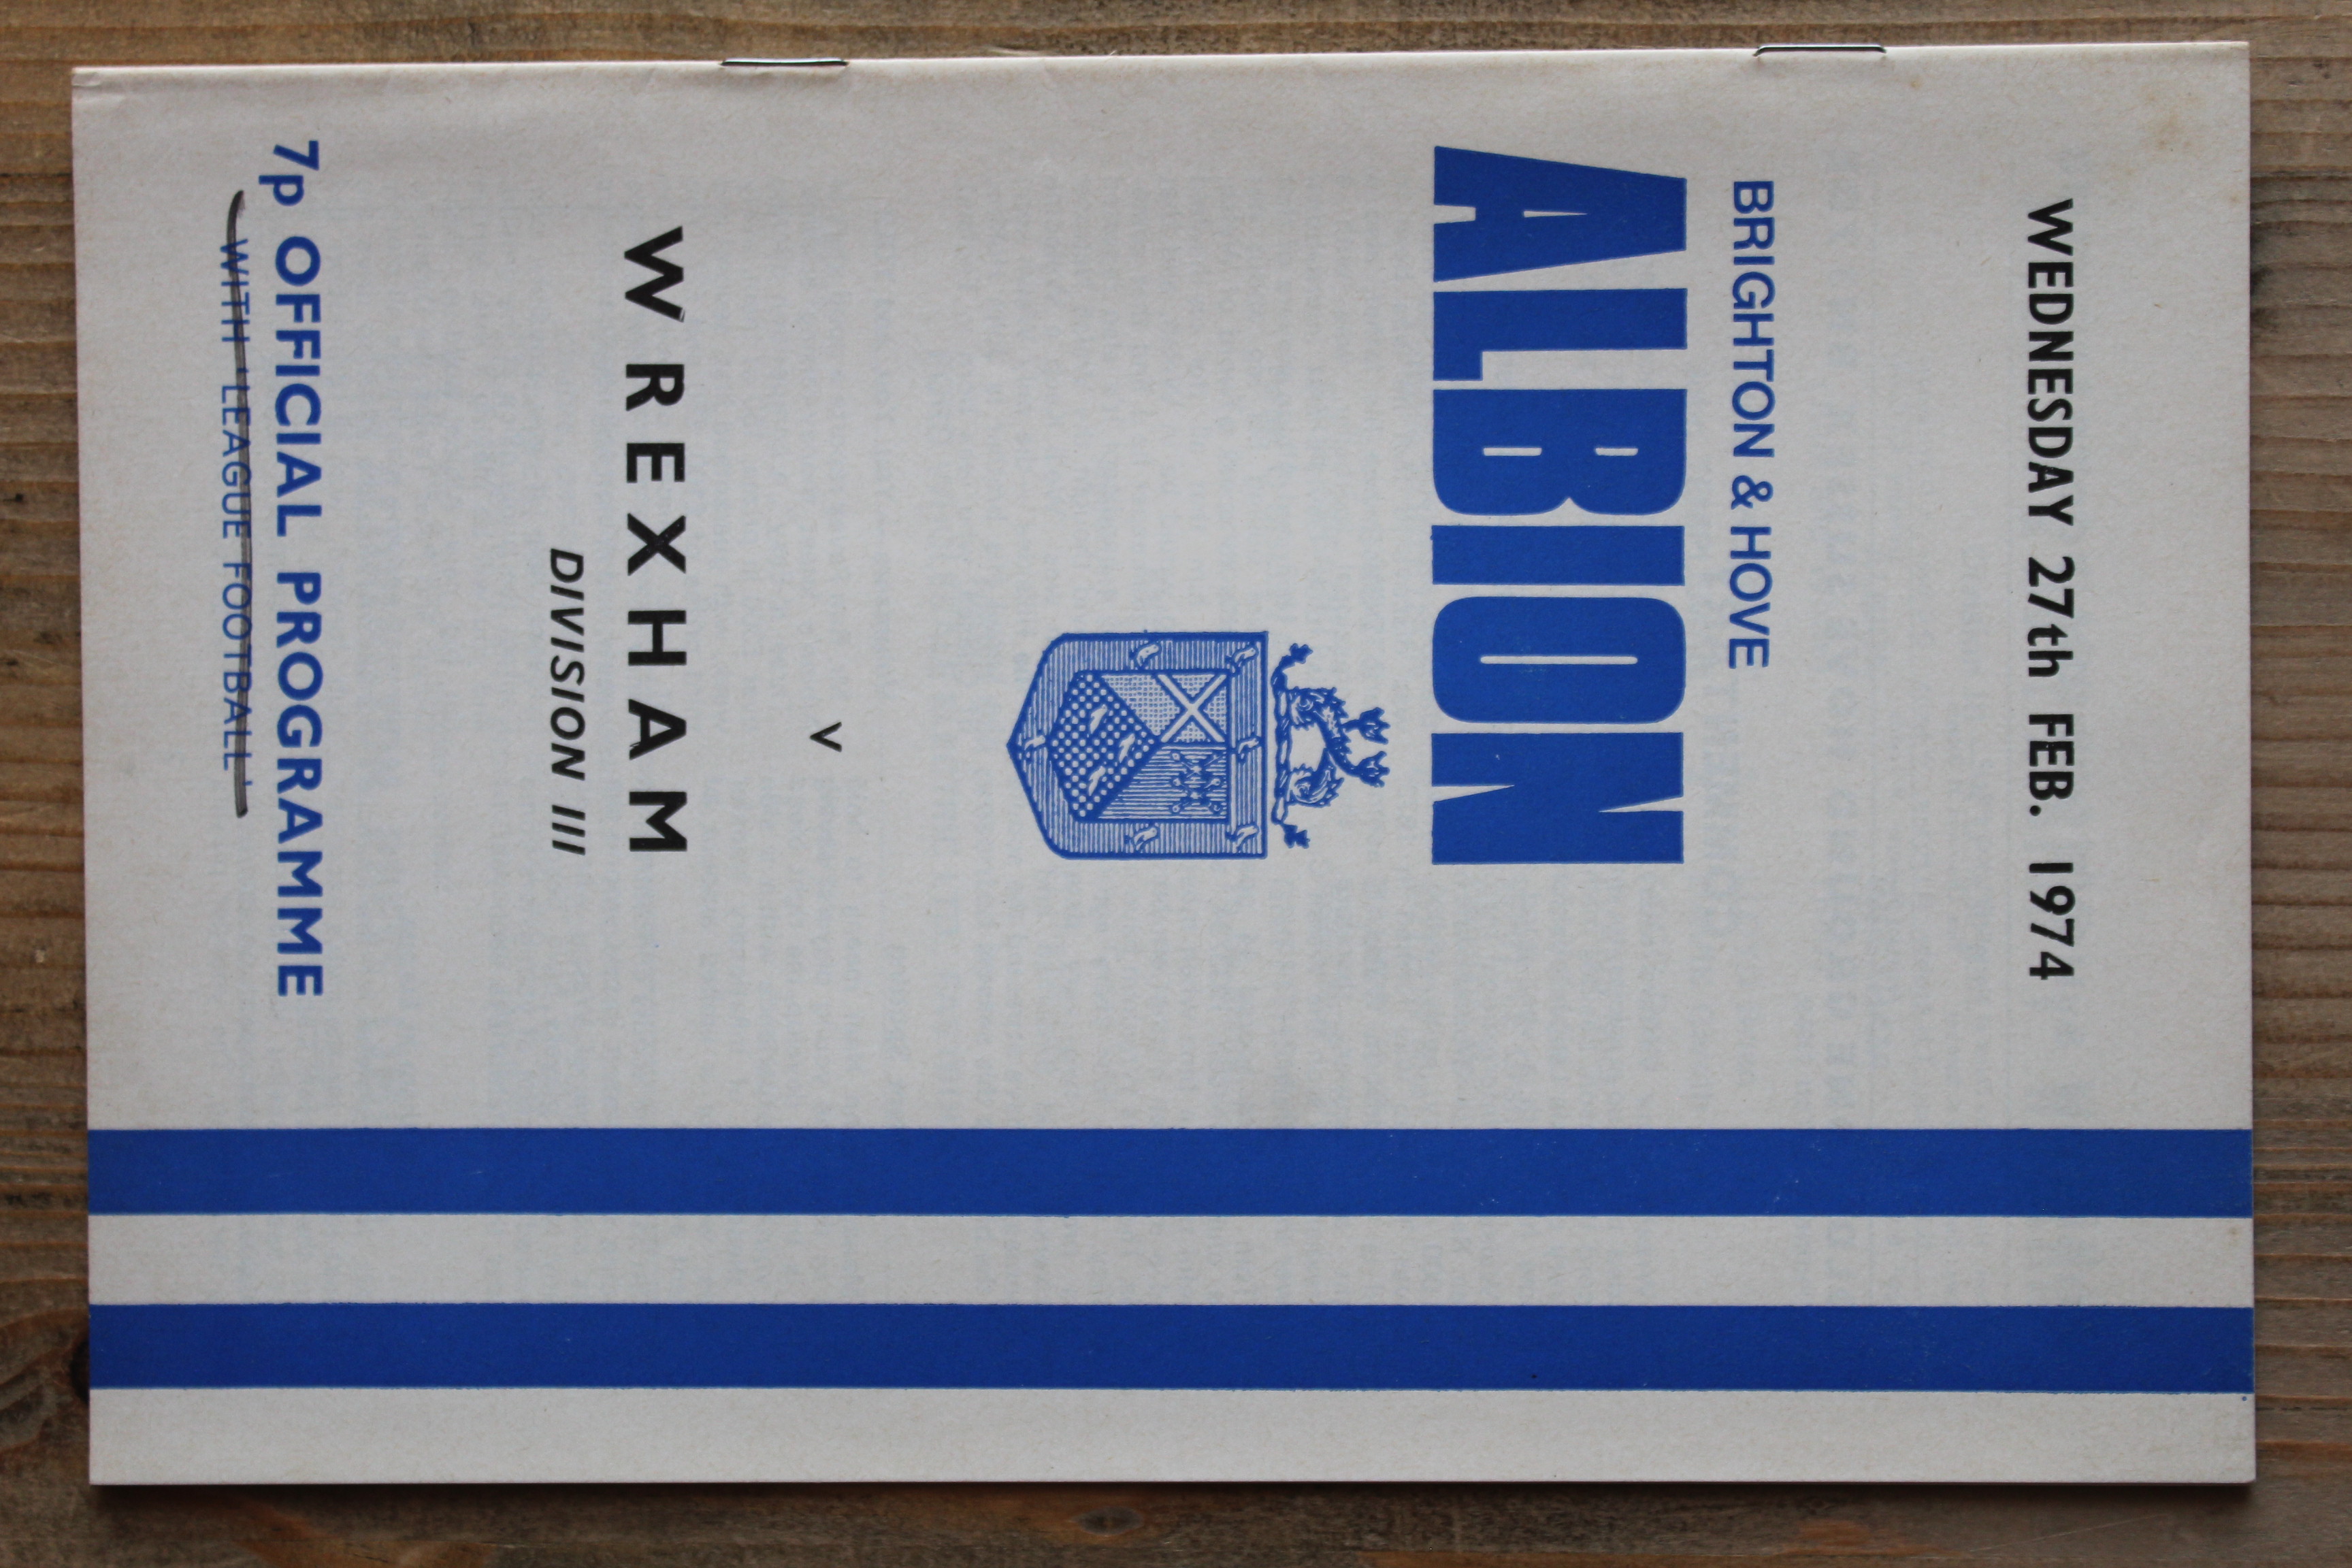 WEDNESDAY 27th FEB. 1974
BRIGHTON & HOVE
ALBION
V
WREXHAM
DIVISION III
7p OFFICIAL PROGRAMME
WITH 'LEAGUE FOOTBALL'